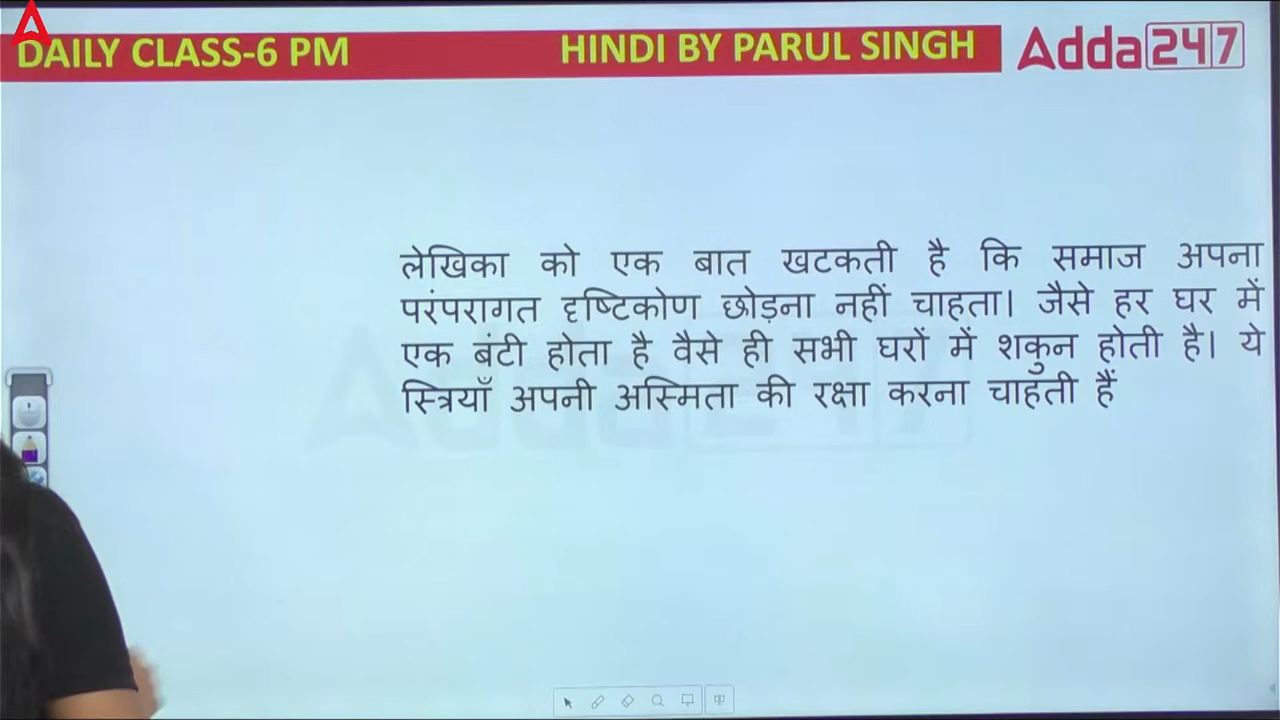 DAILY CLASS-6 PM
HINDI BY PARUL SINGH
Adda247
लेखिका को एक बात खटकती है कि समाज अपना
परंपरागत दृष्टिकोण छोड़ना नहीं चाहता। जैसे हर घर में
एक बंटी होता है वैसे ही सभी घरों में शकुन होती है। ये
स्त्रियाँ अपनी अस्मिता की रक्षा करना चाहती हैं